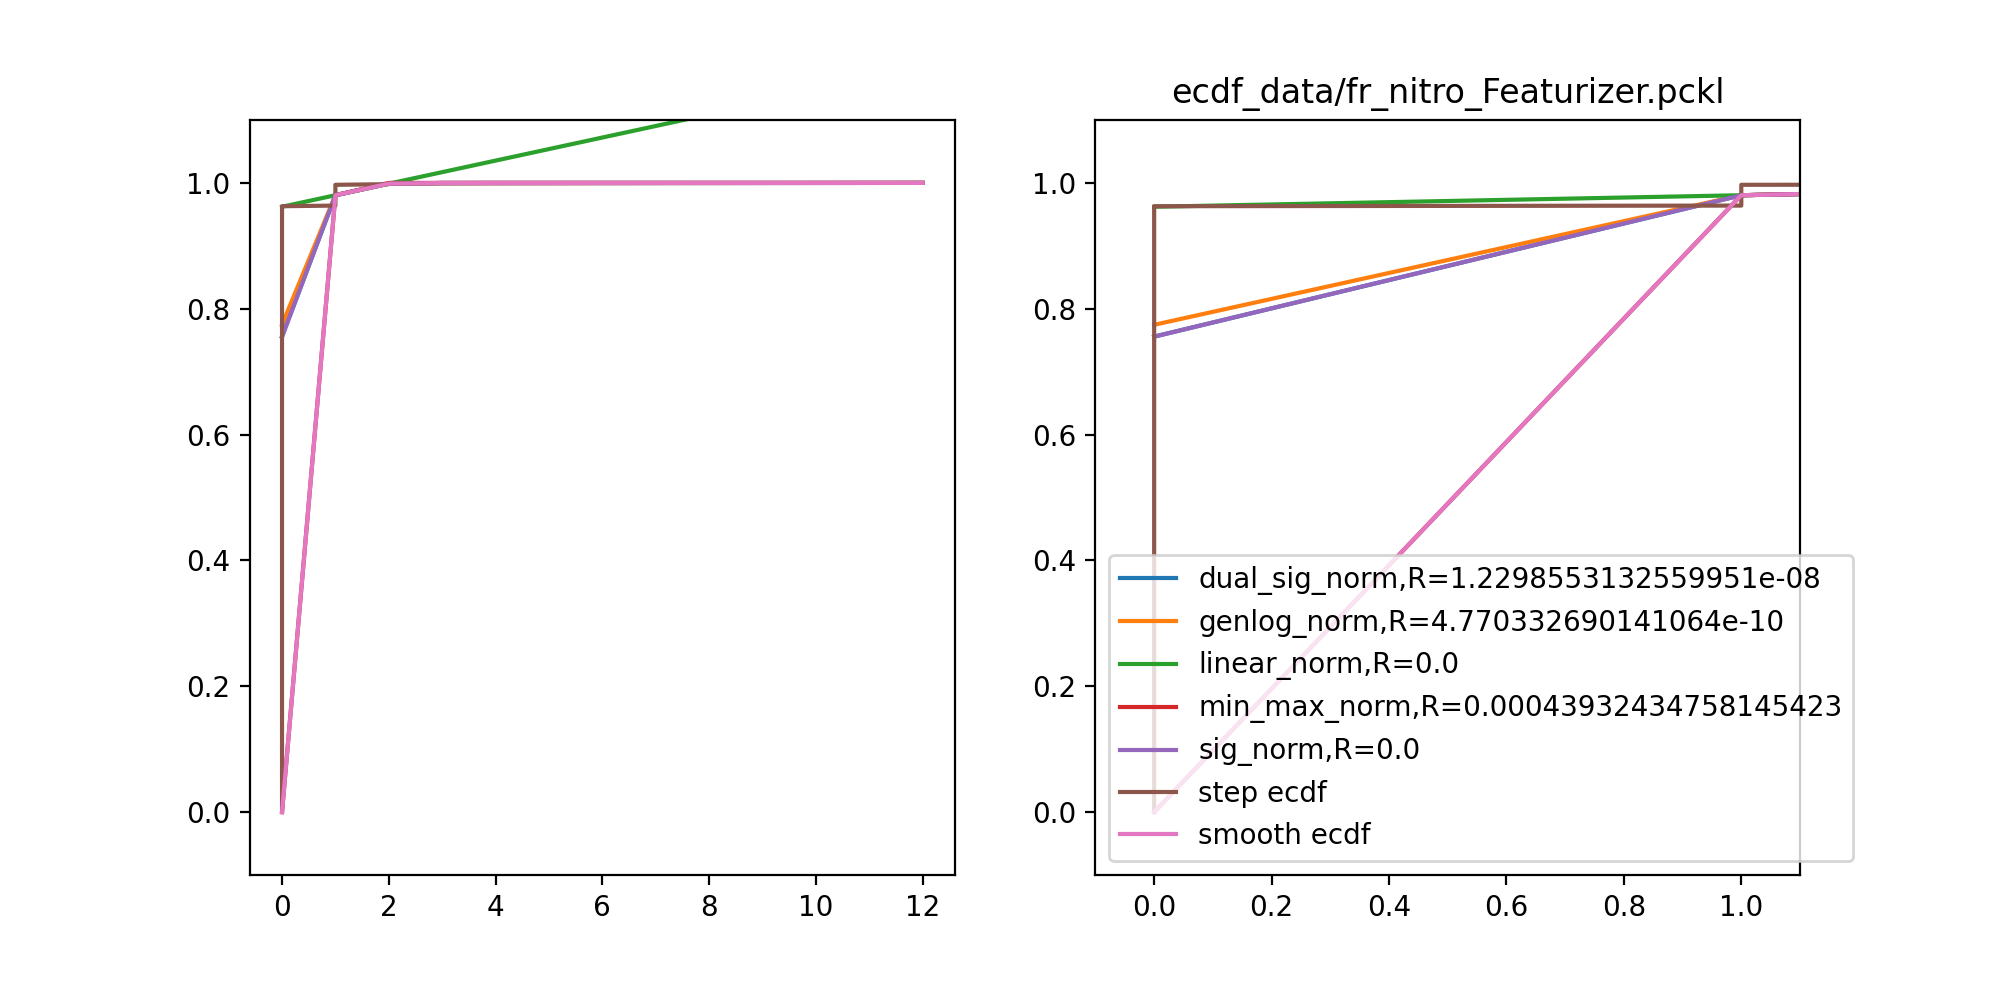 ecdf_data/fr_nitro_Featurizer.pckl
1.0
0.8
0.6
0.4
0.2
0.0
0 2 4 6 8 10 12
1.0
0.8
0.6
0.4
0.2
0.0
0.0 0.2 0.4 0.6 0.8 1.0
dual_sig_norm,R=1.2298553132559951e-08
genlog_norm,R=4.770332690141064e-10
linear_norm,R=0.0
min_max_norm,R=0.00043932434758145423
sig_norm,R=0.0
step ecdf
smooth ecdf